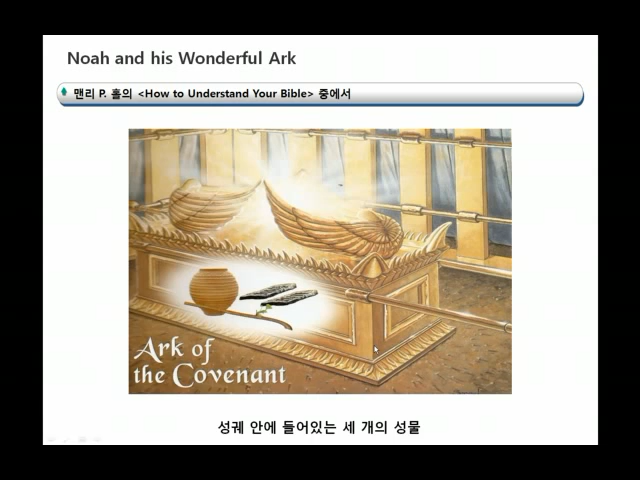 Noah and his Wonderful Ark
맨리 P. 홀의 <How to Understand Your Bible> 중에서
Ark of
the Covenant
성궤 안에 들어있는 세 개의 성물